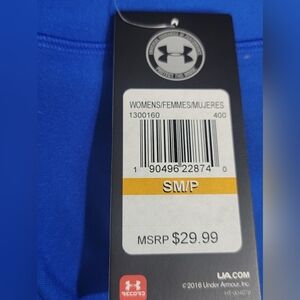 WOMENS/FEMMES/MUJERES
1300160 400
1 90496 22874 0
SM/P
MSRP $29.99
UA.COM
©2016 Under Armour, Inc.